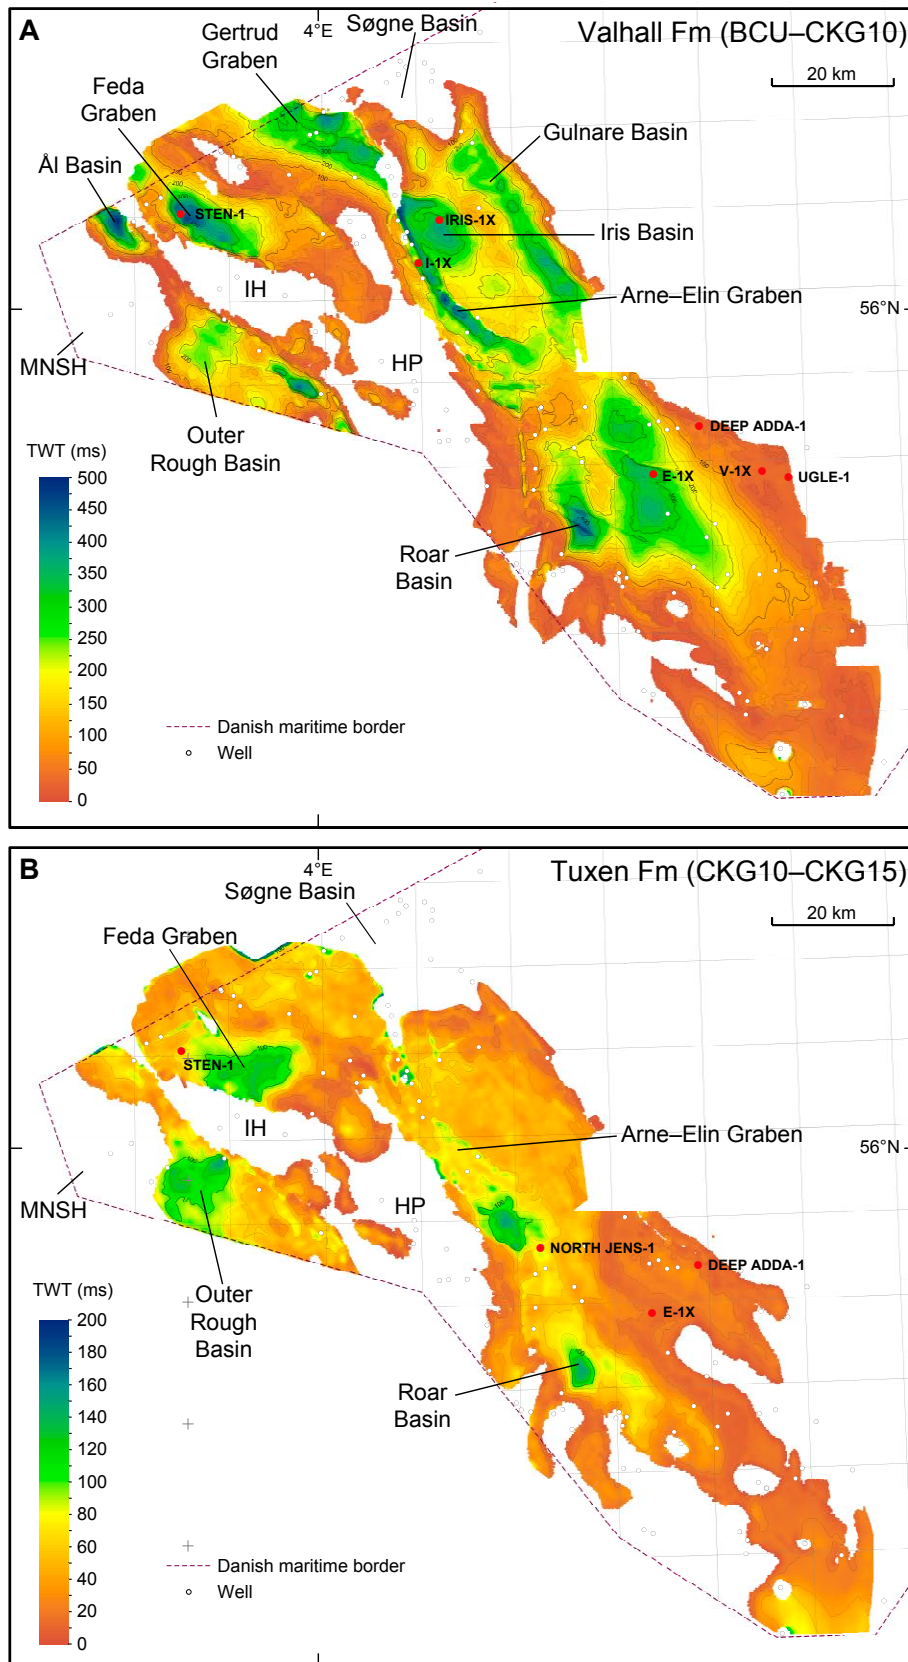 A
4°E
Søgne Basin
Valhall Fm (BCU–CKG10)
Gertrud
Graben
20 km
Feda
Graben
Gulnare Basin
Ål Basin
STEN-1
IRIS-1X
Iris Basin
I-1X
IH
Arne–Elin Graben
56°N
MNSH
HP
Outer
Rough Basin
DEEP ADDA-1
TWT (ms)
E-1X
V-1X
UGLE-1
500
450
400
350
300
250
200
150
100
50
0
Roar
Basin
Danish maritime border
Well
B
4°E
Tuxen Fm (CKG10–CKG15)
Søgne Basin
20 km
Feda Graben
STEN-1
IH
Arne–Elin Graben
56°N
MNSH
HP
NORTH JENS-1
DEEP ADDA-1
Outer
Rough
Basin
TWT (ms)
E-1X
200
180
160
140
120
100
80
60
40
20
0
Roar
Basin
Danish maritime border
Well